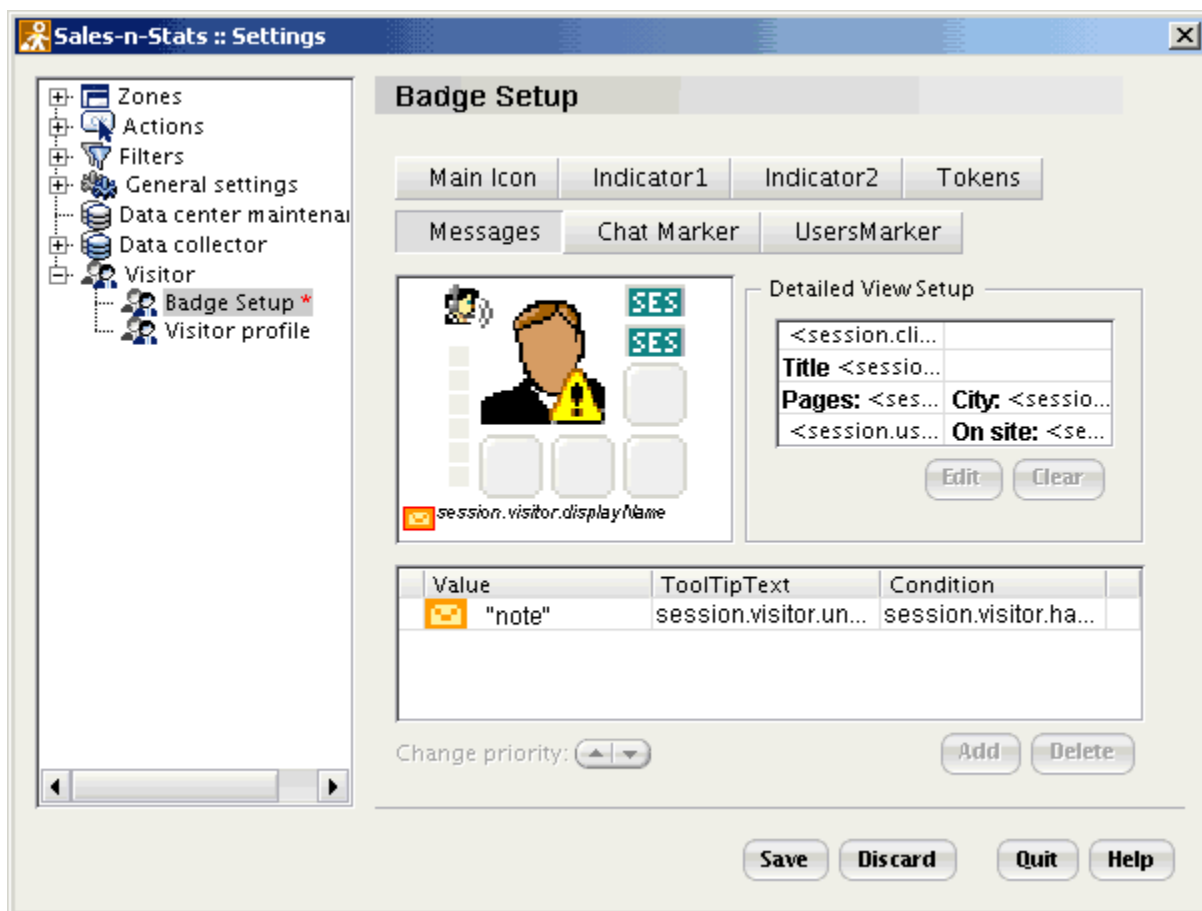 Sales-n-Stats :: Settings
Zones
Actions
Filters
General settings
Data center maintenai
Data collector
Visitor
Badge Setup *
Visitor profile
Badge Setup
Main Icon Indicator1 Indicator2 Tokens
Messages Chat Marker UsersMarker
SES
SES
session.visitor.displayName
Detailed View Setup
<session.cli...
Title <sessio...
Pages: <ses... City: <sessio...
<session.us... On site: <se...
Edit Clear
Value ToolTipText Condition
"note" session.visitor.un... session.visitor.ha...
Change priority: Add Delete
Save Discard Quit Help